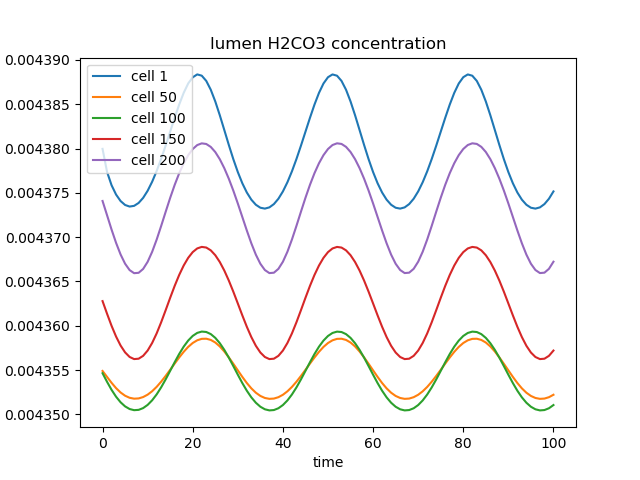 lumen H2CO3 concentration
0.004390
0.004385
0.004380
0.004375
0.004370
0.004365
0.004360
0.004355
0.004350
cell 1
cell 50
cell 100
cell 150
cell 200
0 20 40 60 80 100
time